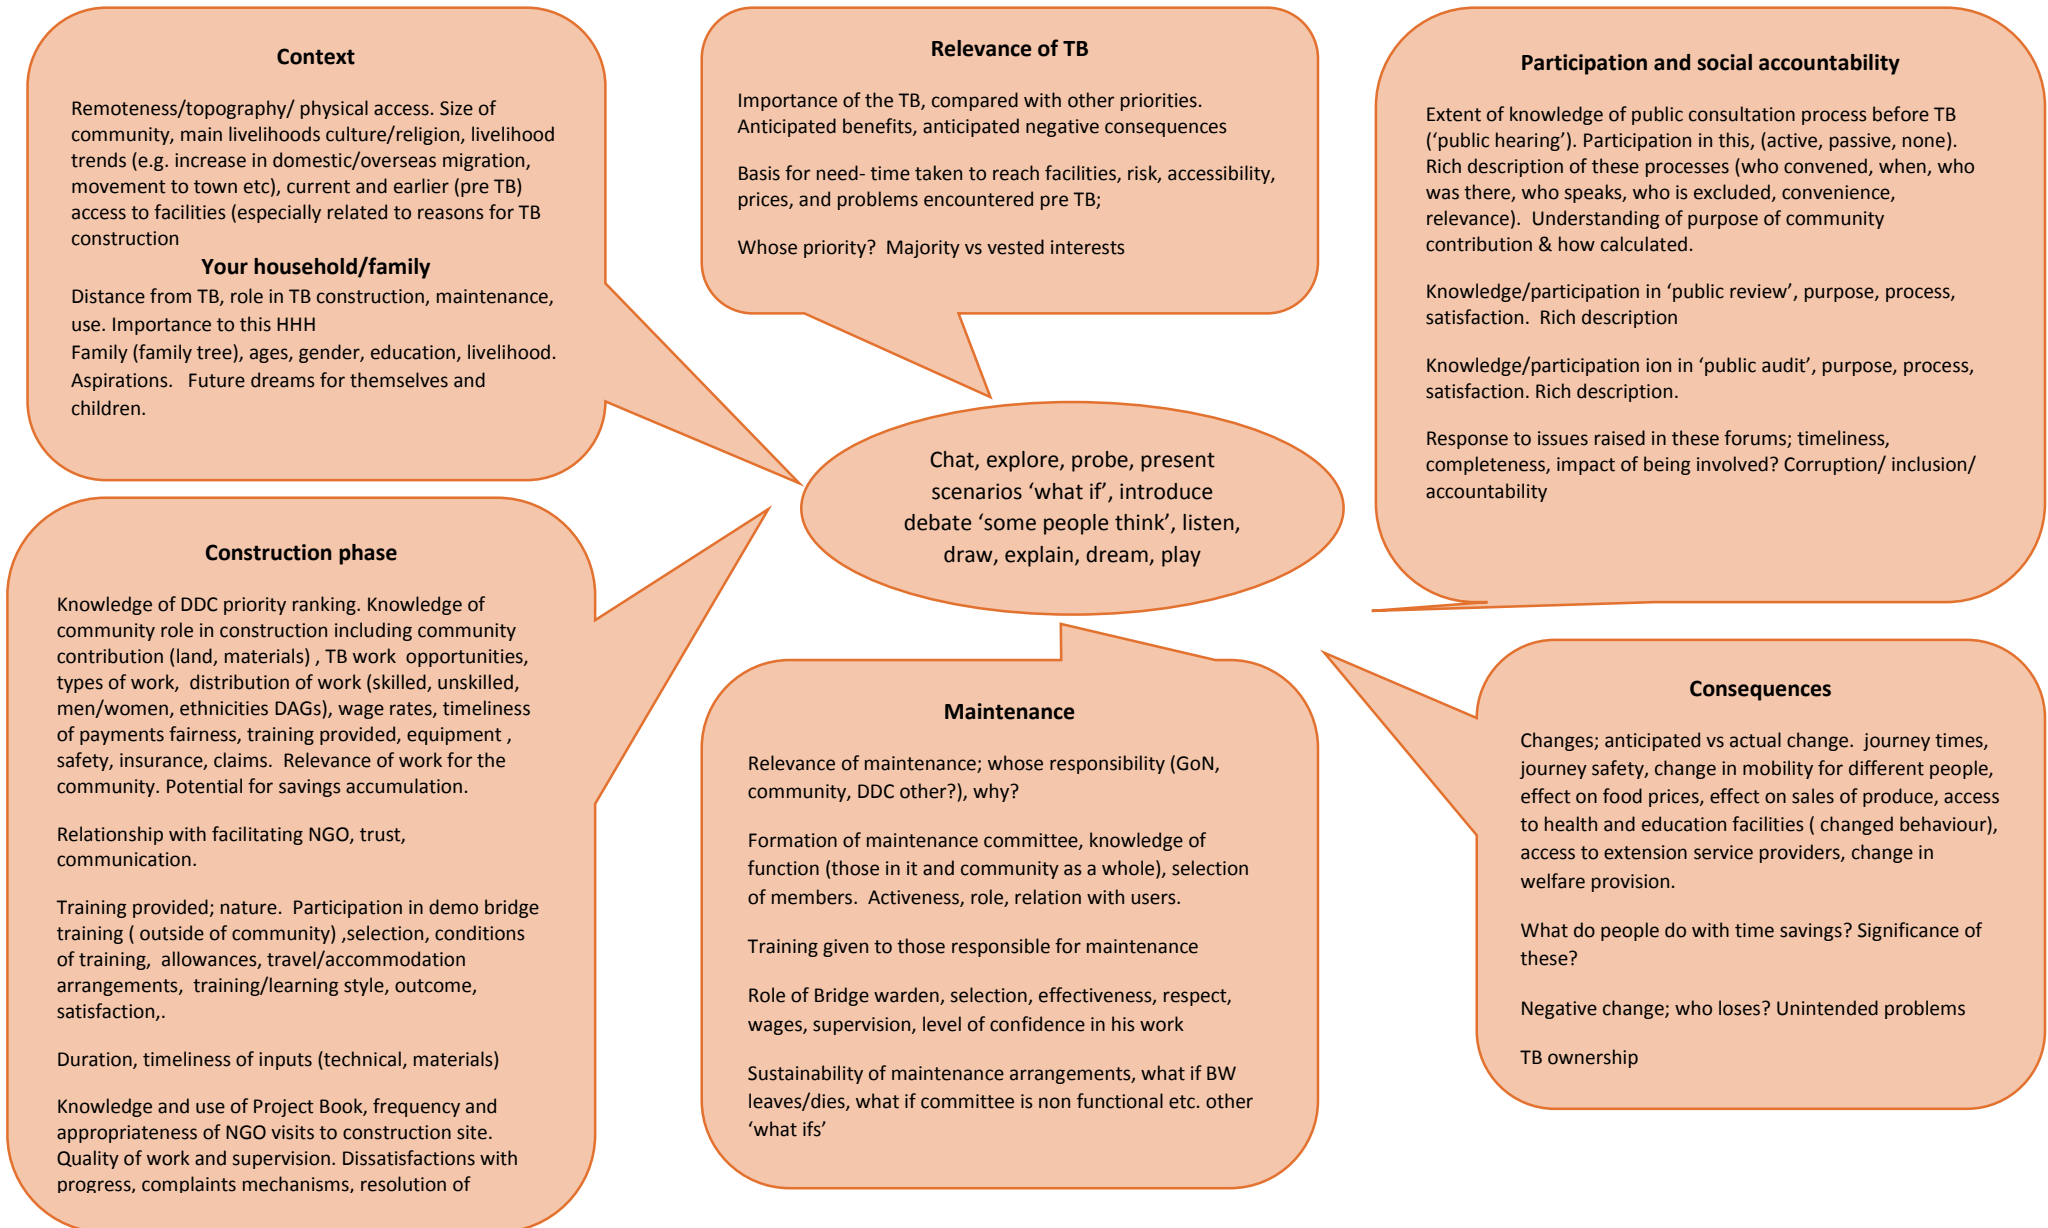 Context
Remoteness/topography/ physical access. Size of
community, main livelihoods culture/religion, livelihood
trends (e.g. increase in domestic/overseas migration,
movement to town etc), current and earlier (pre TB)
access to facilities (especially related to reasons for TB
construction
Your household/family
Distance from TB, role in TB construction, maintenance,
use. Importance to this HHH
Family (family tree), ages, gender, education, livelihood.
Aspirations.   Future dreams for themselves and
children.
Relevance of TB
Importance of the TB, compared with other priorities.
Anticipated benefits, anticipated negative consequences
Basis for need- time taken to reach facilities, risk, accessibility,
prices, and problems encountered pre TB;
Whose priority?  Majority vs vested interests
Participation and social accountability
Extent of knowledge of public consultation process before TB
(‘public hearing’). Participation in this, (active, passive, none).
Rich description of these processes (who convened, when, who
was there, who speaks, who is excluded, convenience,
relevance).  Understanding of purpose of community
contribution & how calculated.
Knowledge/participation in ‘public review’, purpose, process,
satisfaction.  Rich description
Knowledge/participation ion in ‘public audit’, purpose, process,
satisfaction. Rich description.
Response to issues raised in these forums; timeliness,
completeness, impact of being involved? Corruption/ inclusion/
accountability
Chat, explore, probe, present
scenarios ‘what if’, introduce
debate ‘some people think’, listen,
draw, explain, dream, play
Construction phase
Knowledge of DDC priority ranking. Knowledge of
community role in construction including community
contribution (land, materials) , TB work  opportunities,
types of work,  distribution of work (skilled, unskilled,
men/women, ethnicities DAGs), wage rates, timeliness
of payments fairness, training provided, equipment ,
safety, insurance, claims.  Relevance of work for the
community. Potential for savings accumulation.
Relationship with facilitating NGO, trust,
communication.
Training provided; nature.  Participation in demo bridge
training ( outside of community) ,selection, conditions
of training,  allowances, travel/accommodation
arrangements,  training/learning style, outcome,
satisfaction,.
Duration, timeliness of inputs (technical, materials)
Knowledge and use of Project Book, frequency and
appropriateness of NGO visits to construction site.
Quality of work and supervision. Dissatisfactions with
progress, complaints mechanisms, resolution of
Maintenance
Relevance of maintenance; whose responsibility (GoN,
community, DDC other?), why?
Formation of maintenance committee, knowledge of
function (those in it and community as a whole), selection
of members.  Activeness, role, relation with users.
Training given to those responsible for maintenance
Role of Bridge warden, selection, effectiveness, respect,
wages, supervision, level of confidence in his work
Sustainability of maintenance arrangements, what if BW
leaves/dies, what if committee is non functional etc. other
‘what ifs’
Consequences
Changes; anticipated vs actual change.  journey times,
journey safety, change in mobility for different people,
effect on food prices, effect on sales of produce, access
to health and education facilities ( changed behaviour),
access to extension service providers, change in
welfare provision.
What do people do with time savings? Significance of
these?
Negative change; who loses? Unintended problems
TB ownership